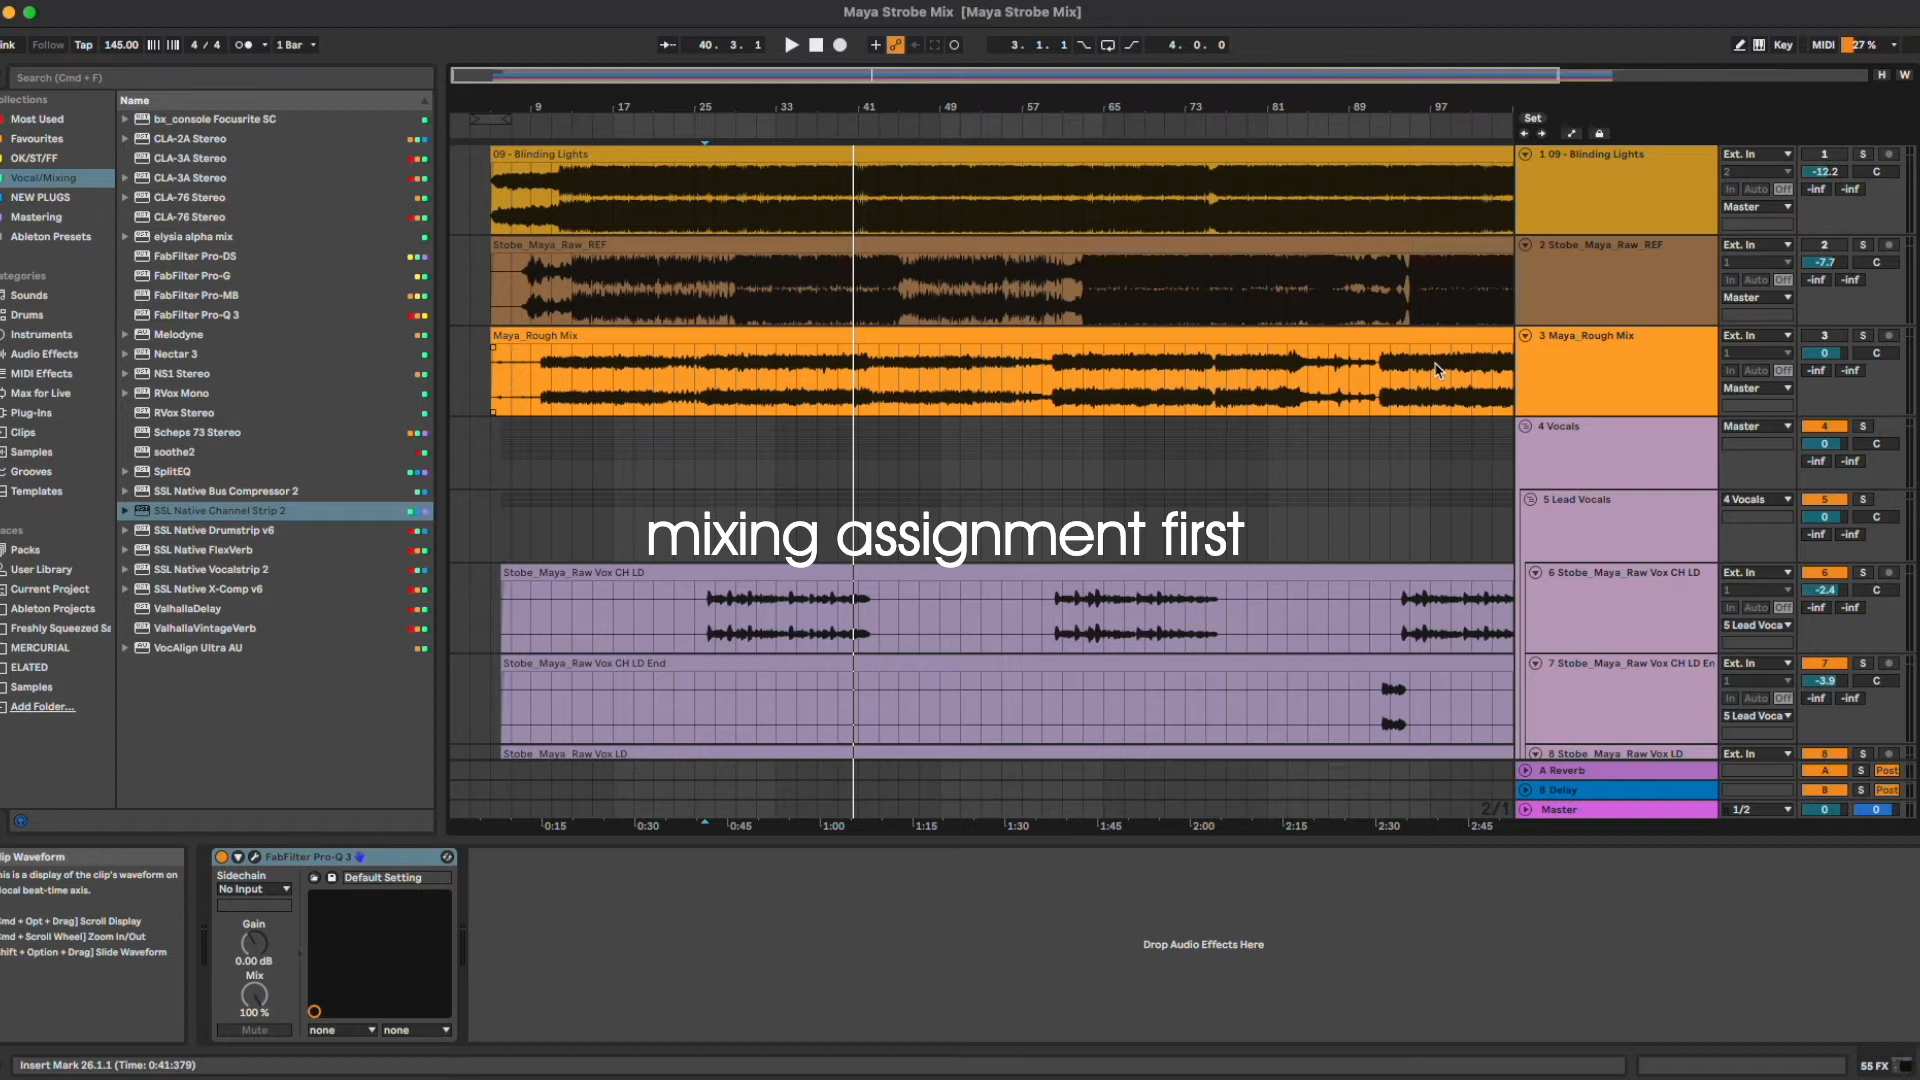 Maya Strobe Mix [Maya Strobe Mix]
ink Follow Tap 145.00 4 / 4 1 Bar 40. 3. 1 3. 1. 1 4. 0. 0 Key MIDI 27 %
Search (Cmd + F)
H W
ollections
Most Used
Favourites
OK/ST/FF
Vocal/Mixing
NEW PLUGS
Mastering
Ableton Presets
ategories
Sounds
Drums
Instruments
Audio Effects
MIDI Effects
Max for Live
Plug-Ins
Clips
Samples
Grooves
Templates
aces
Packs
User Library
Current Project
Ableton Projects
Freshly Squeezed Sa
MERCURIAL
ELATED
Samples
Add Folder...
Name
bx_console Focusrite SC
CLA-2A Stereo
CLA-3A Stereo
CLA-3A Stereo
CLA-76 Stereo
CLA-76 Stereo
elysia alpha mix
FabFilter Pro-DS
FabFilter Pro-G
FabFilter Pro-MB
FabFilter Pro-Q 3
Melodyne
Nectar 3
NS1 Stereo
RVox Mono
RVox Stereo
Scheps 73 Stereo
soothe2
SplitEQ
SSL Native Bus Compressor 2
SSL Native Channel Strip 2
SSL Native Drumstrip v6
SSL Native FlexVerb
SSL Native Vocalstrip 2
SSL Native X-Comp v6
ValhallaDelay
ValhallaVintageVerb
VocAlign Ultra AU
9 17 25 33 41 49 57 65 73 81 89 97
Set
09 - Blinding Lights
1 09 - Blinding Lights Ext. In 1 S
2 -12.2 C
In Auto Off -inf -inf
Master
Stobe_Maya_Raw_REF
2 Stobe_Maya_Raw_REF Ext. In 2 S
1 -7.7 C
In Auto Off -inf -inf
Master
Maya_Rough Mix
3 Maya_Rough Mix Ext. In 3 S
1 0 C
In Auto Off -inf -inf
Master
4 Vocals Master 4 S
0 C
-inf -inf
5 Lead Vocals 4 Vocals 5 S
0 C
-inf -inf
mixing assignment first
Stobe_Maya_Raw Vox CH LD
6 Stobe_Maya_Raw Vox CH LD Ext. In 6 S
1 -2.4 C
In Auto Off -inf -inf
5 Lead Voca
Stobe_Maya_Raw Vox CH LD End
7 Stobe_Maya_Raw Vox CH LD En Ext. In 7 S
1 -3.9 C
In Auto Off -inf -inf
5 Lead Voca
Stobe_Maya_Raw Vox LD
8 Stobe_Maya_Raw Vox LD Ext. In 8 S
A Reverb A S Post
B Delay B S Post
2/1
Master 1/2 0 0
0:15 0:30 0:45 1:00 1:15 1:30 1:45 2:00 2:15 2:30 2:45
lip Waveform
his is a display of the clip's waveform on
local beat-time axis.
Cmd + Opt + Drag] Scroll Display
Cmd + Scroll Wheel] Zoom In/Out
Shift + Option + Drag] Slide Waveform
FabFilter Pro-Q 3
Sidechain
No Input
Default Setting
Gain
0.00 dB
Mix
100 %
Mute
none none
Drop Audio Effects Here
Insert Mark 26.1.1 (Time: 0:41:379)
55 FX